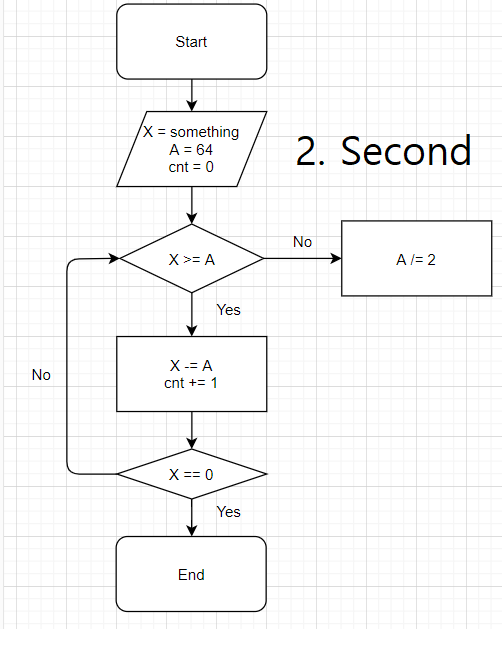 Start
X = something
A = 64
cnt = 0
2. Second
X >= A
No
A /= 2
Yes
X -= A
cnt += 1
No
X == 0
Yes
End